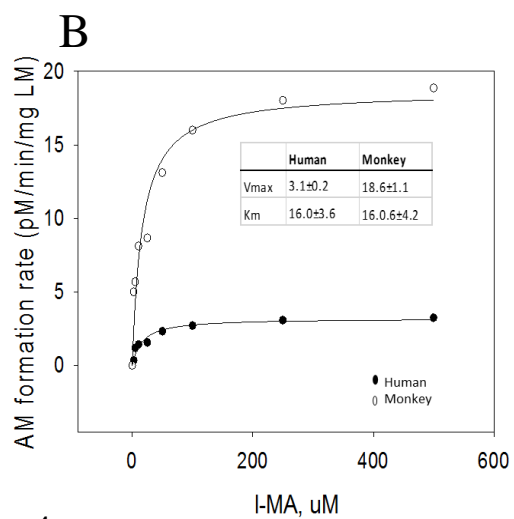 B
AM formation rate (pM/min/mg LM)
20
15
10
5
0
Human Monkey
Vmax 3.1±0.2 18.6±1.1
Km 16.0±3.6 16.0.6±4.2
Human
Monkey
0 200 400 600
I-MA, uM